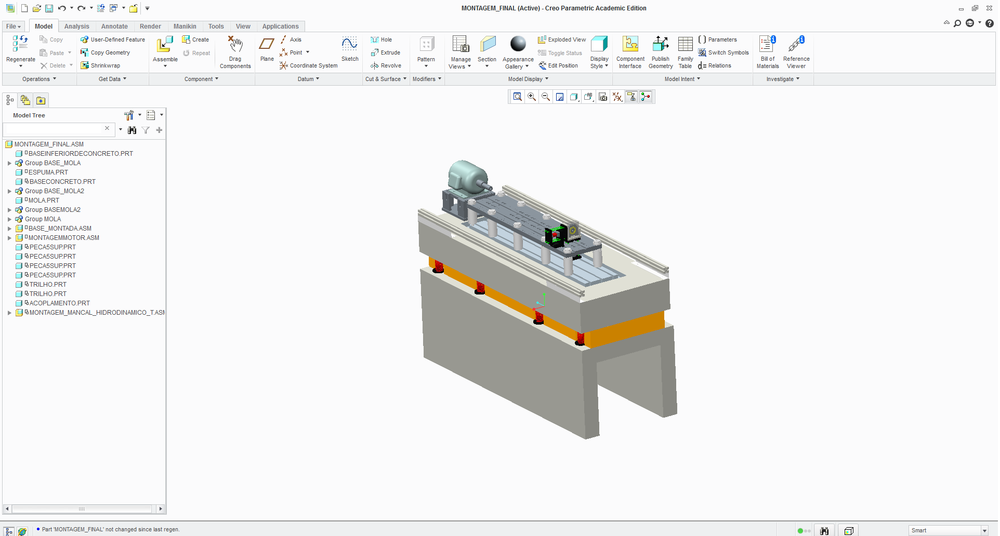 MONTAGEM_FINAL (Active) - Creo Parametric Academic Edition
File Model Analysis Annotate Render Manikin Tools View Applications
Regenerate
Copy
Paste
Delete
Operations
User-Defined Feature
Copy Geometry
Shrinkwrap
Get Data
Assemble
Create
Repeat
Drag
Components
Component
Plane
Axis
Point
Coordinate System
Sketch
Datum
Hole
Extrude
Revolve
Cut & Surface
Pattern
Modifiers
Manage
Views
Section
Appearance
Gallery
Exploded View
Toggle Status
Edit Position
Display
Style
Model Display
Component
Interface
Publish
Geometry
Family
Table
Parameters
Switch Symbols
Relations
Model Intent
Bill of
Materials
Reference
Viewer
Investigate
Model Tree
MONTAGEM_FINAL.ASM
BASEINFERIORDECONCRETO.PRT
Group BASE_MOLA
ESPUMA.PRT
BASECONCRETO.PRT
Group BASE_MOLA2
MOLA.PRT
Group BASEMOLA2
Group MOLA
BASE_MONTADA.ASM
MONTAGEMMOTOR.ASM
PECA5SUP.PRT
PECA5SUP.PRT
PECA5SUP.PRT
PECA5SUP.PRT
TRILHO.PRT
TRILHO.PRT
ACOPLAMENTO.PRT
MONTAGEM_MANCAL_HIDRODINAMICO_T.ASM
Part 'MONTAGEM_FINAL' not changed since last regen.
Smart